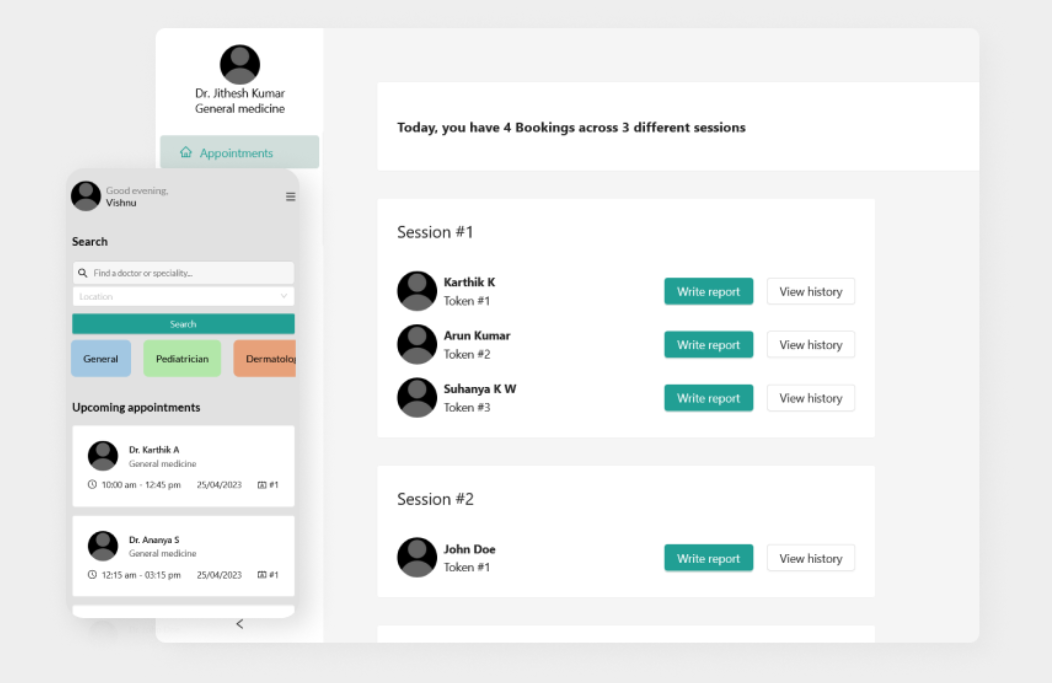 Dr. Jithesh Kumar
General medicine
Appointments
Today, you have 4 Bookings across 3 different sessions
Session #1
Karthik K
Token #1
Write report
View history
Arun Kumar
Token #2
Write report
View history
Suhanya K W
Token #3
Write report
View history
Session #2
John Doe
Token #1
Write report
View history
Good evening,
Vishnu
Search
Find a doctor or speciality...
Location
Search
General
Pediatrician
Dermatolo
Upcoming appointments
Dr. Karthik A
General medicine
10:00 am - 12:45 pm 25/04/2023 #1
Dr. Ananya S
General medicine
12:15 am - 03:15 pm 25/04/2023 #1